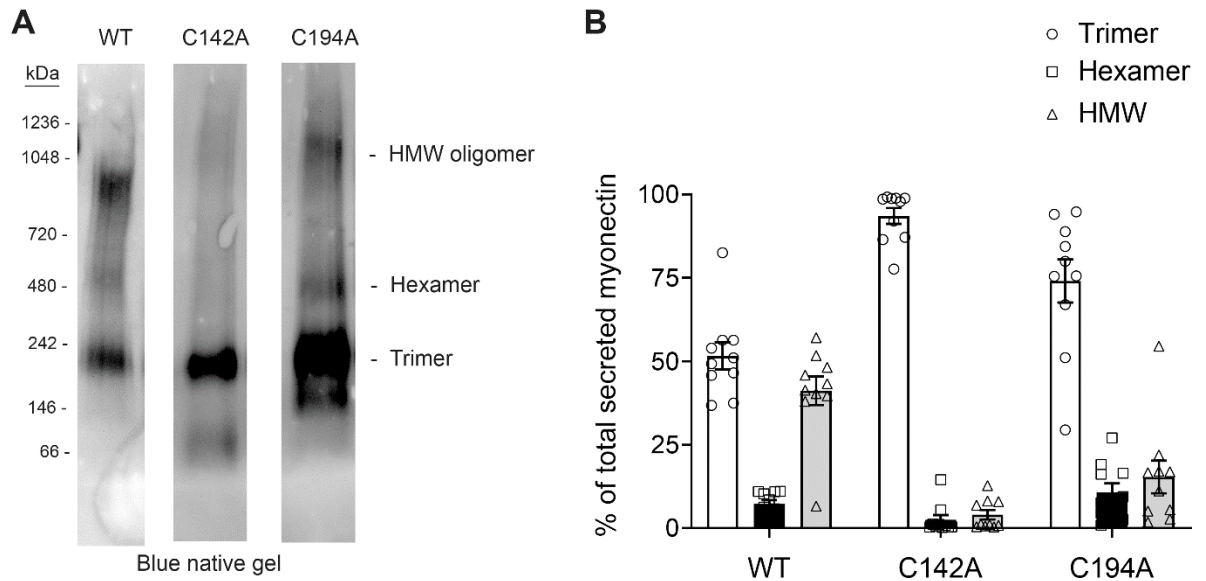 A
WT C142A C194A
kDa
1236 -
1048 -
720 -
480 -
242 -
146 -
66 -
- HMW oligomer
- Hexamer
- Trimer
Blue native gel
B
Trimer
Hexamer
HMW
% of total secreted myonectin
100
75
50
25
0
WT C142A C194A